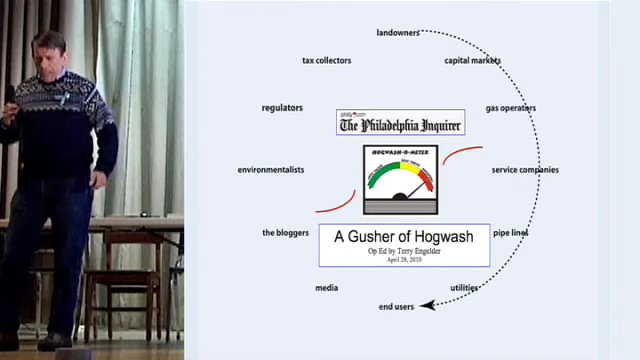 landowners
tax collectors
capital markets
regulators
gas operators
philly.com
The Philadelphia Inquirer
HOGWASH-O-METER
environmentalists
service companies
the bloggers
pipe lines
A Gusher of Hogwash
Op Ed by Terry Engelder
April 26, 2010
media
utilities
end users